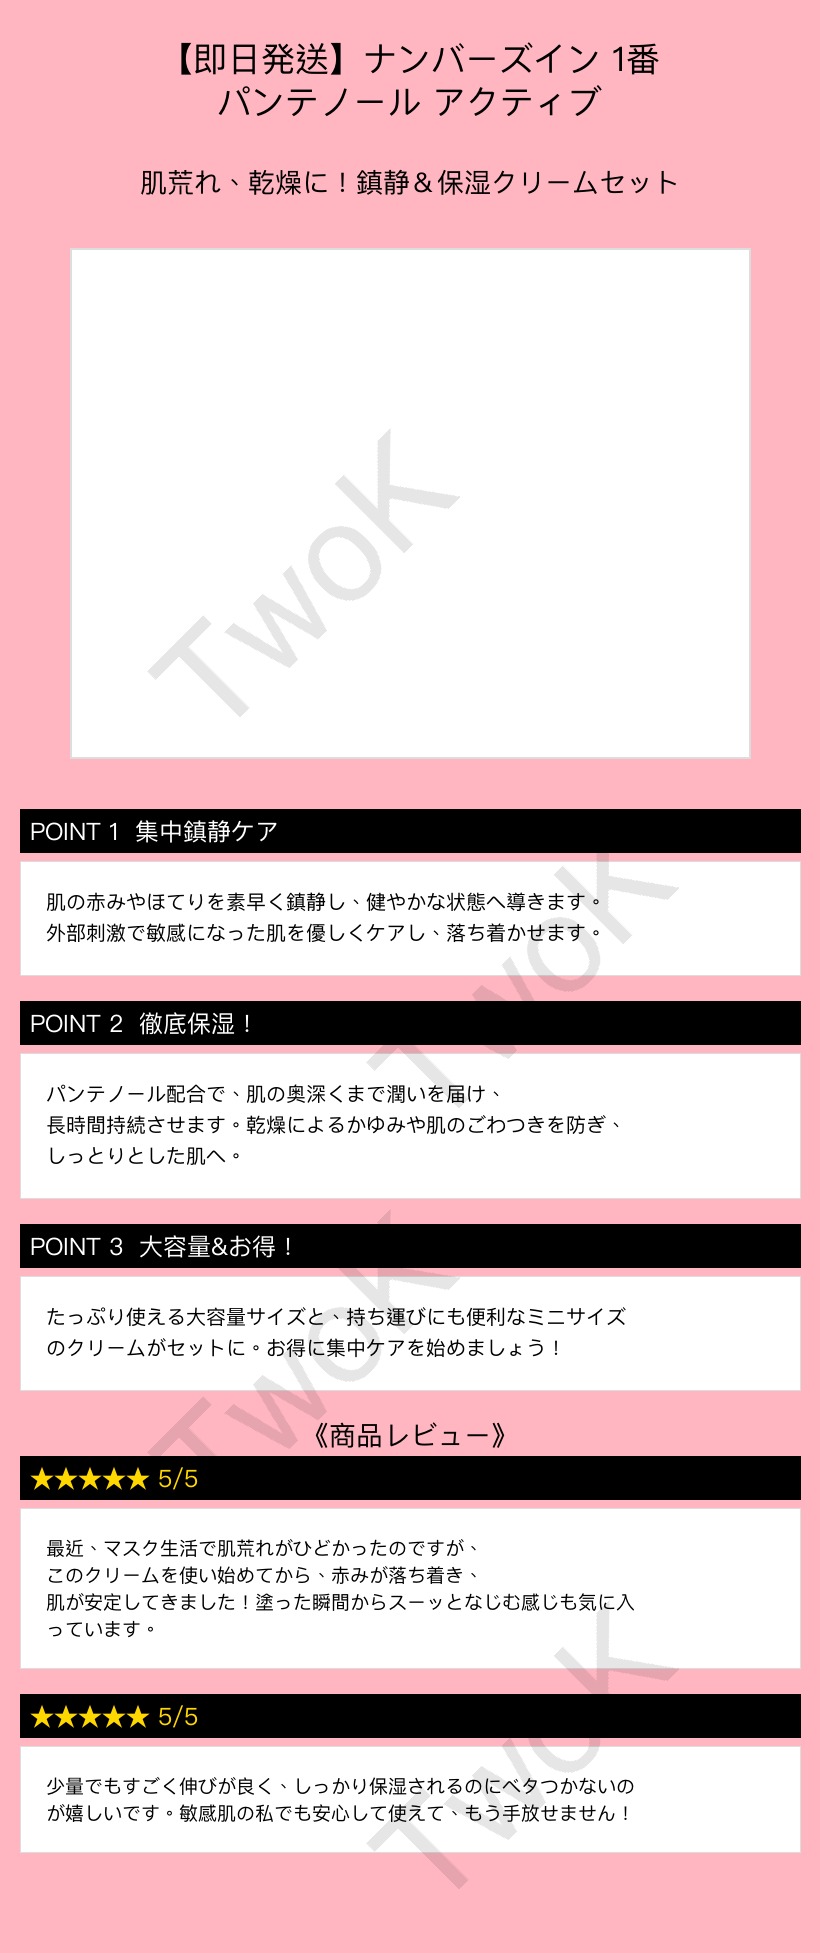 【即日発送】ナンバーズイン 1番
パンテノール アクティブ
肌荒れ、乾燥に！鎮静＆保湿クリームセット
TwoK
POINT 1 集中鎮静ケア
肌の赤みやほてりを素早く鎮静し、健やかな状態へ導きます。
外部刺激で敏感になった肌を優しくケアし、落ち着かせます。
TwoK
POINT 2 徹底保湿！
パンテノール配合で、肌の奥深くまで潤いを届け、
長時間持続させます。乾燥によるかゆみや肌のごわつきを防ぎ、
しっとりとした肌へ。
POINT 3 大容量&お得！
たっぷり使える大容量サイズと、持ち運びにも便利なミニサイズ
のクリームがセットに。お得に集中ケアを始めましょう！
TwoK
《商品レビュー》
★★★★★ 5/5
最近、マスク生活で肌荒れがひどかったのですが、
このクリームを使い始めてから、赤みが落ち着き、
肌が安定してきました！塗った瞬間からスーッとなじむ感じも気に入
っています。
★★★★★ 5/5
TwoK
少量でもすごく伸びが良く、しっかり保湿されるのにベタつかないの
が嬉しいです。敏感肌の私でも安心して使えて、もう手放せません！